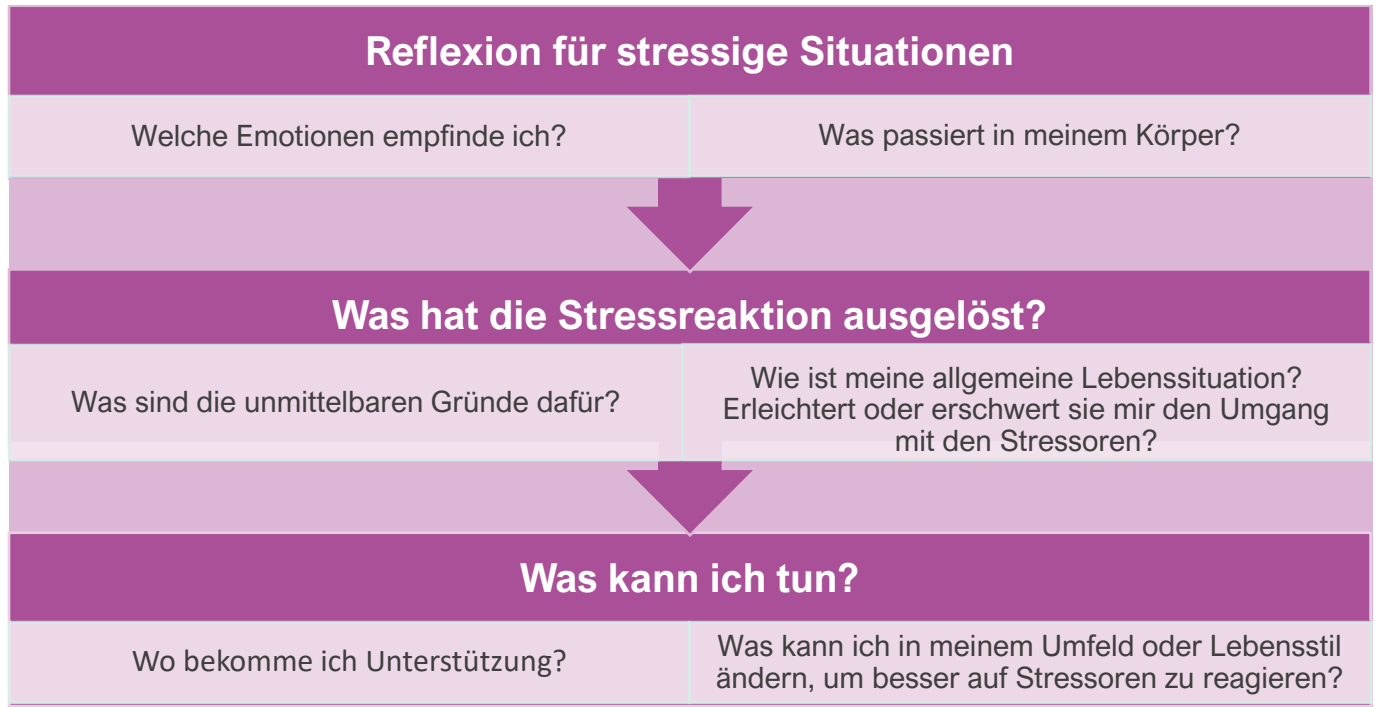 Reflexion für stressige Situationen
Welche Emotionen empfinde ich?
Was passiert in meinem Körper?
Was hat die Stressreaktion ausgelöst?
Was sind die unmittelbaren Gründe dafür?
Wie ist meine allgemeine Lebenssituation?
Erleichtert oder erschwert sie mir den Umgang
mit den Stressoren?
Was kann ich tun?
Wo bekomme ich Unterstützung?
Was kann ich in meinem Umfeld oder Lebensstil
ändern, um besser auf Stressoren zu reagieren?